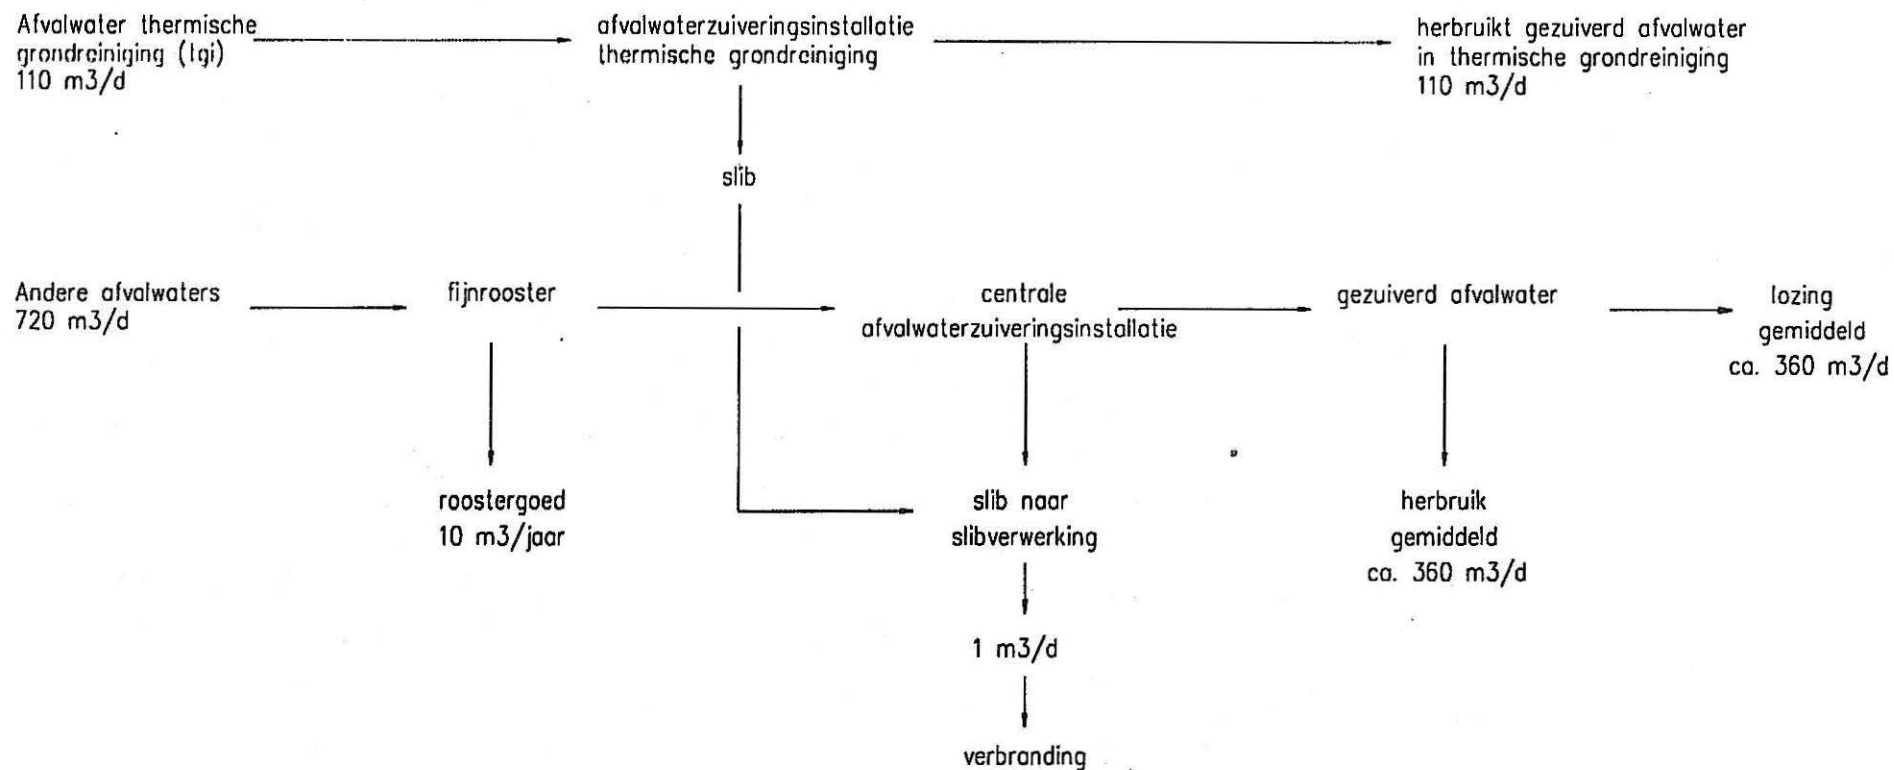 Afvalwater thermische
grondreiniging (tgi)
110 m3/d
afvalwaterzuiveringsinstallatie
thermische grondreiniging
herbruikt gezuiverd afvalwater
in thermische grondreiniging
110 m3/d
slib
Andere afvalwaters
720 m3/d
fijnrooster
centrale
afvalwaterzuiveringsinstallatie
gezuiverd afvalwater
lozing
gemiddeld
ca. 360 m3/d
roostergoed
10 m3/jaar
slib naar
slibverwerking
herbruik
gemiddeld
ca. 360 m3/d
1 m3/d
verbranding